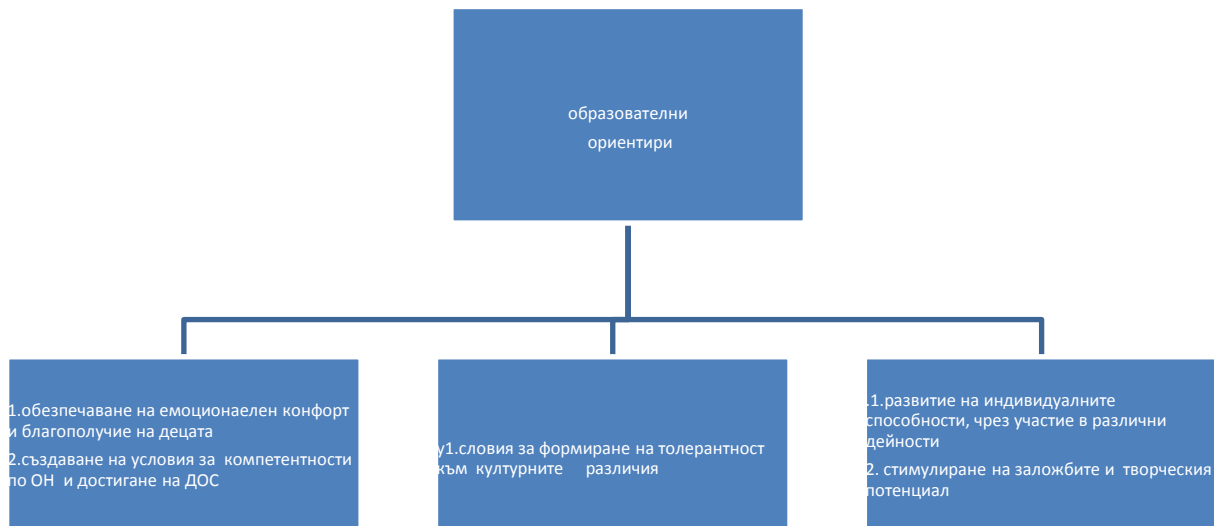 образователни
ориентири
1.обезпечаване на емоционаелен конфорт
и благополучие на децата
2.създаване на условия за компетентности
по ОН и достигане на ДОС
у1.словия за формиране на толерантност
към културните различия
.1.развитие на индивидуалните
способности, чрез участие в различни
дейности
2. стимулиране на заложбите и творческия
потенциал